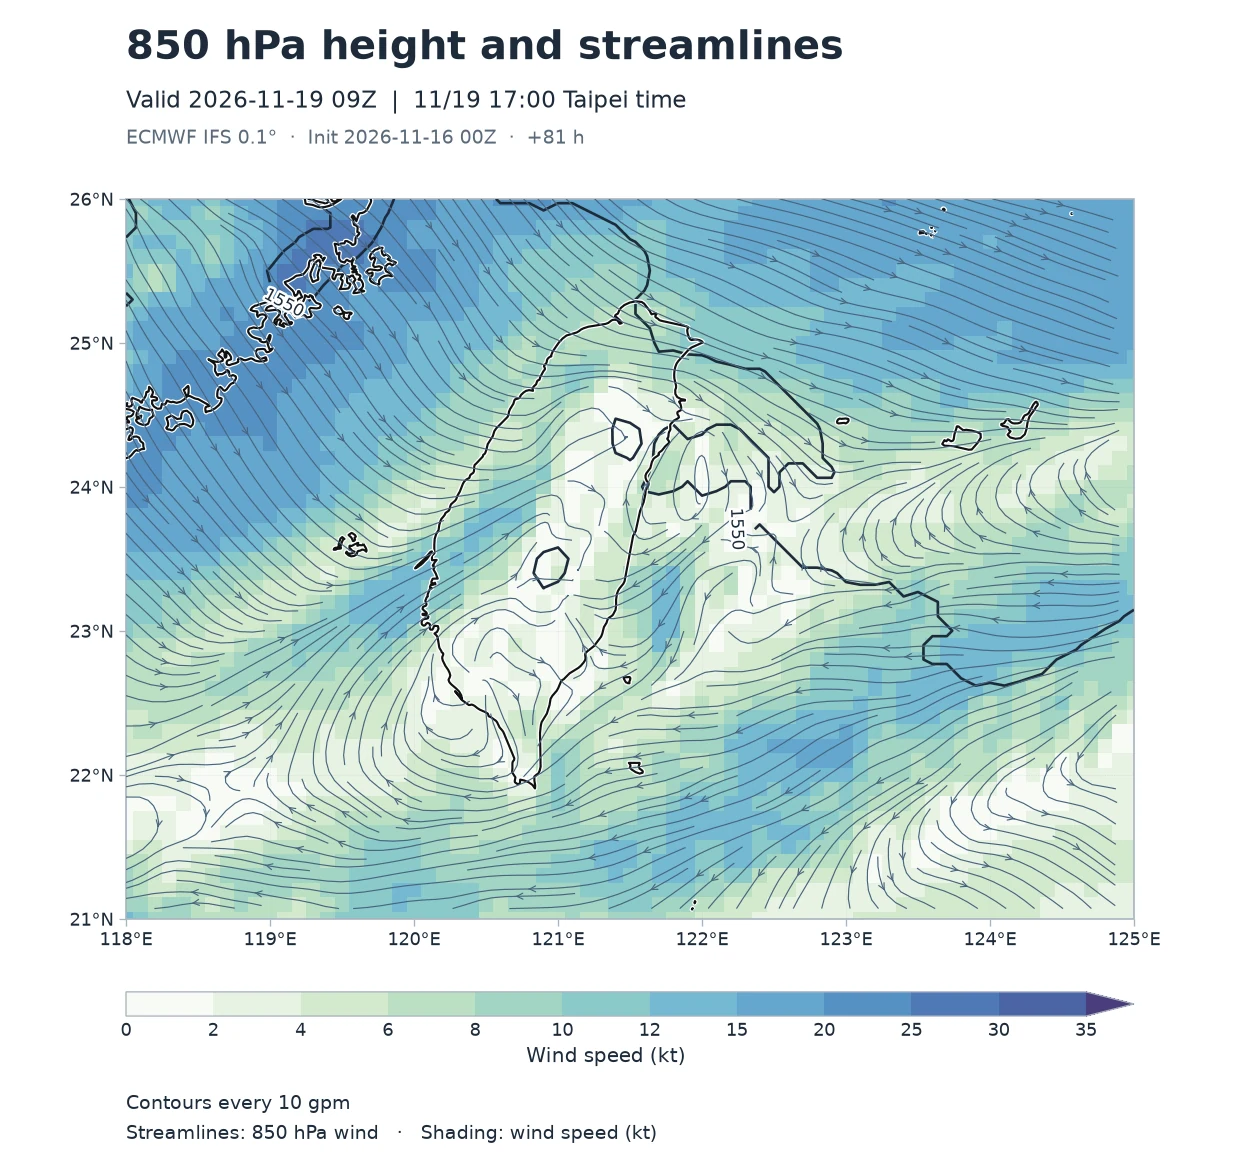 850 hPa height and streamlines
Valid 2026-11-19 09Z | 11/19 17:00 Taipei time
ECMWF IFS 0.1° · Init 2026-11-16 00Z · +81 h
26°N
25°N
24°N
23°N
22°N
21°N
1550
1550
118°E 119°E 120°E 121°E 122°E 123°E 124°E 125°E
0 2 4 6 8 10 12 15 20 25 30 35
Wind speed (kt)
Contours every 10 gpm
Streamlines: 850 hPa wind · Shading: wind speed (kt)